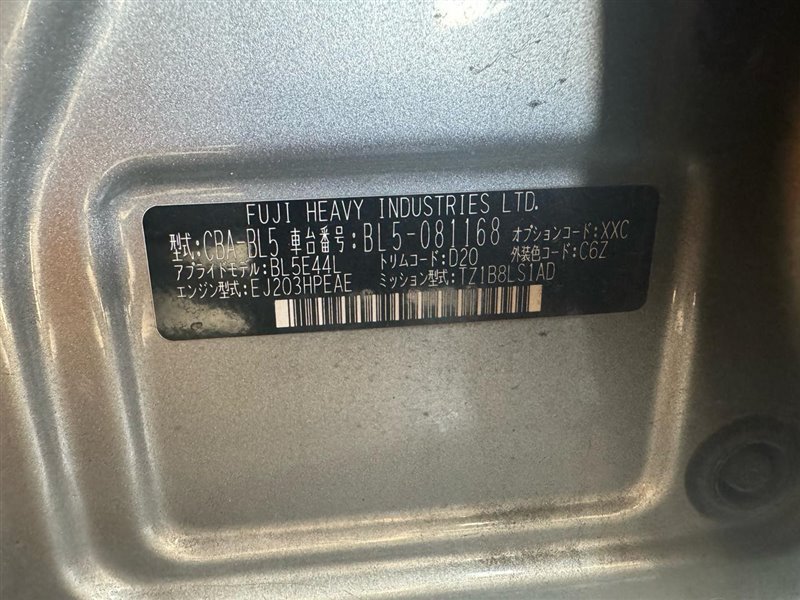 FUJI HEAVY INDUSTRIES LTD.
型式:CBA-BL5 車台番号:BL5-081168 オプションコード:XXC
アプライドモデル:BL5E44L トリムコード:D20 外装色コード:C6Z
エンジン型式:EJ203HPEAE ミッション型式:TZ1B8LS1AD